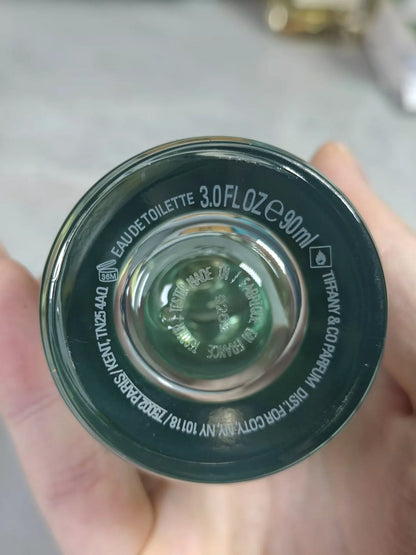 EAU DE TOILETTE 3.0 FL OZ ℮ 90 ml
TIFFANY & CO PARFUM DIST. FOR COTY, NY, NY 10118 / 75002 PARIS / KENT, TN25 4AQ
36M
TESTER MADE IN
FRANCE